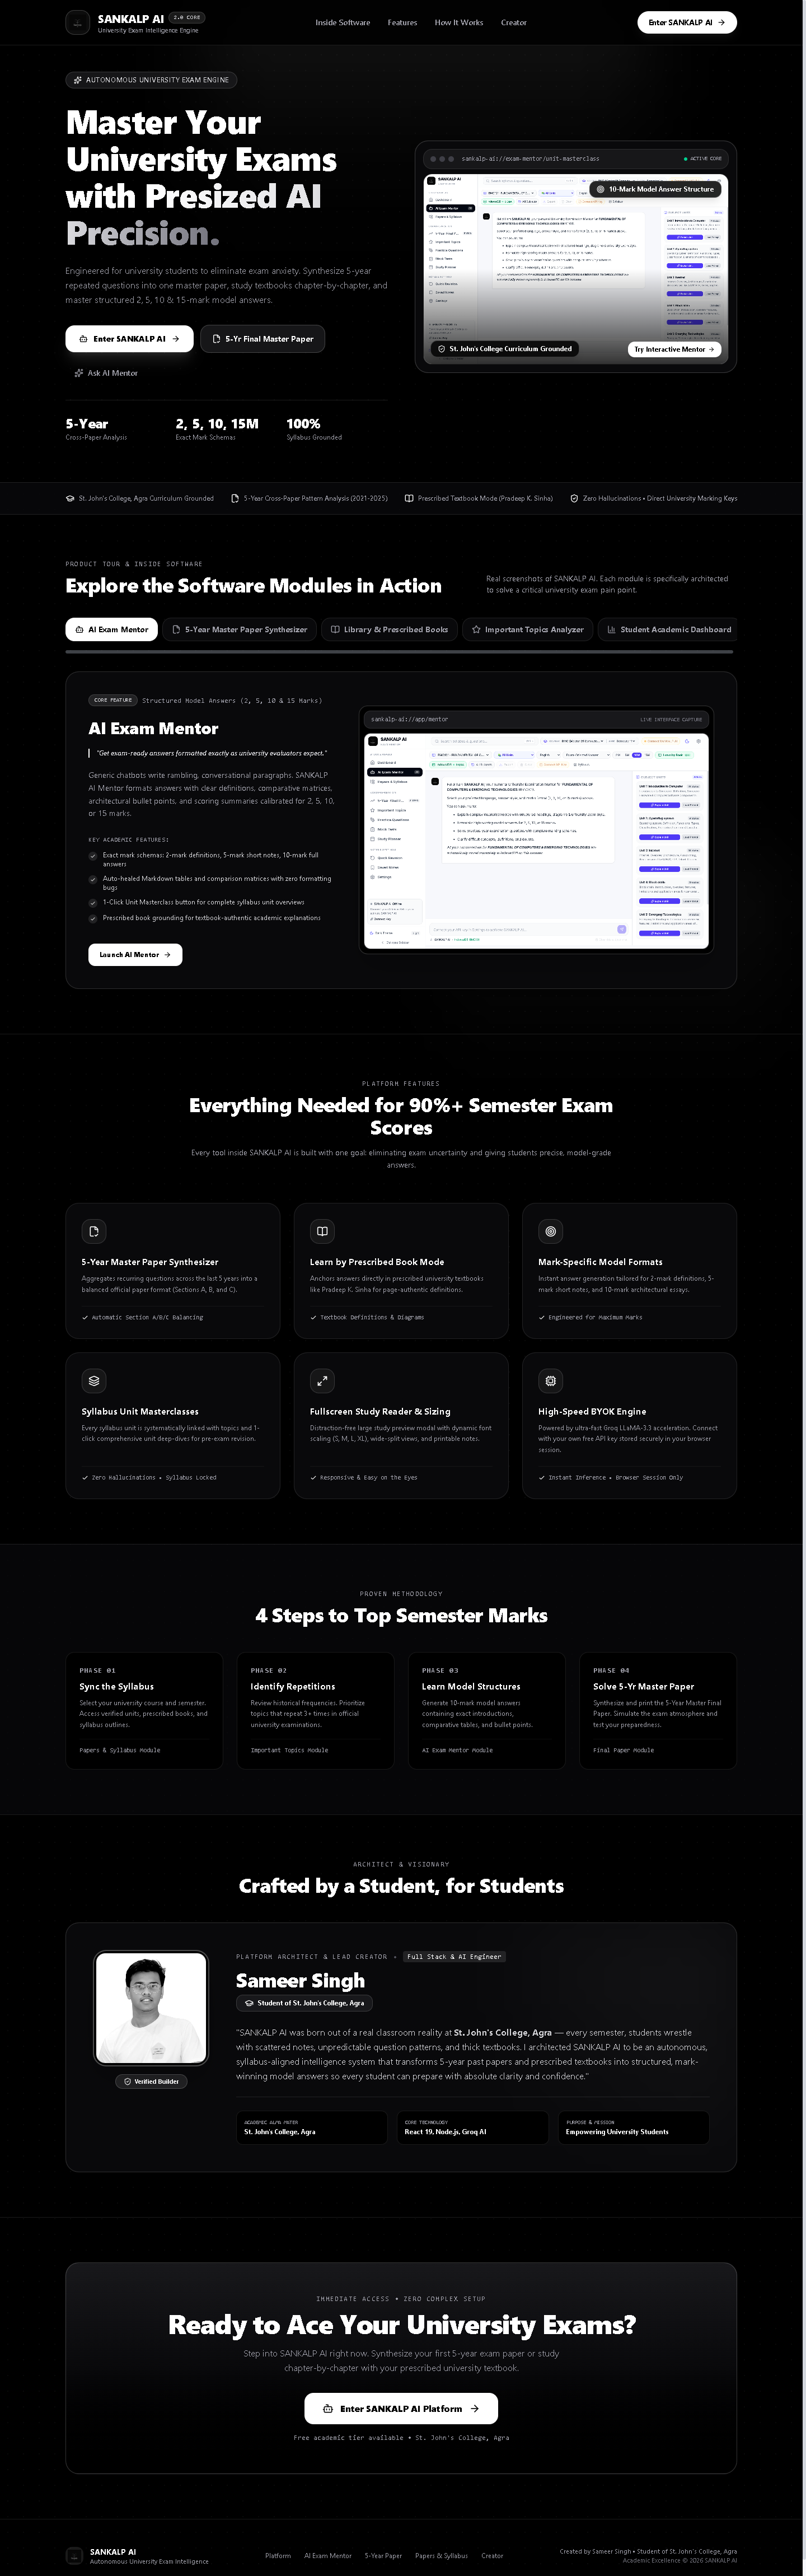 SANKALP AI 2.0 CORE
University Exam Intelligence Engine
Inside Software
Features
How It Works
Creator
Enter SANKALP AI
AUTONOMOUS UNIVERSITY EXAM ENGINE
Master Your
University Exams
with Presized AI
Precision.
Engineered for university students to eliminate exam anxiety. Synthesize 5-year
repeated questions into one master paper, study textbooks chapter-by-chapter, and
master structured 2, 5, 10 & 15-mark model answers.
Enter SANKALP AI
5-Yr Final Master Paper
Ask AI Mentor
5-Year
Cross-Paper Analysis
2, 5, 10, 15M
Exact Mark Schemas
100%
Syllabus Grounded
sankalp-ai://exam-mentor/unit-masterclass
ACTIVE CORE
10-Mark Model Answer Structure
St. John's College Curriculum Grounded
Try Interactive Mentor
St. John's College, Agra Curriculum Grounded
5-Year Cross-Paper Pattern Analysis (2021-2025)
Prescribed Textbook Mode (Pradeep K. Sinha)
Zero Hallucinations • Direct University Marking Keys
PRODUCT TOUR & INSIDE SOFTWARE
Explore the Software Modules in Action
Real screenshots of SANKALP AI. Each module is specifically architected
to solve a critical university exam pain point.
AI Exam Mentor
5-Year Master Paper Synthesizer
Library & Prescribed Books
Important Topics Analyzer
Student Academic Dashboard
CORE FEATURE
Structured Model Answers (2, 5, 10 & 15 Marks)
AI Exam Mentor
"Get exam-ready answers formatted exactly as university evaluators expect."
Generic chatbots write rambling, conversational paragraphs. SANKALP
AI Mentor formats answers with clear definitions, comparative matrices,
architectural bullet points, and scoring summaries calibrated for 2, 5, 10,
or 15 marks.
KEY ACADEMIC FEATURES:
Exact mark schemas: 2-mark definitions, 5-mark short notes, 10-mark full
answers
Auto-healed Markdown tables and comparison matrices with zero formatting
bugs
1-Click Unit Masterclass button for complete syllabus unit overviews
Prescribed book grounding for textbook-authentic academic explanations
Launch AI Mentor
sankalp-ai://app/mentor
LIVE INTERFACE CAPTURE
SANKALP AI
AI Exam Mentor
PLATFORM FEATURES
Everything Needed for 90%+ Semester Exam
Scores
Every tool inside SANKALP AI is built with one goal: eliminating exam uncertainty and giving students precise, model-grade
answers.
5-Year Master Paper Synthesizer
Aggregates recurring questions across the last 5 years into a
balanced official paper format (Sections A, B, and C).
Automatic Section A/B/C Balancing
Learn by Prescribed Book Mode
Anchors answers directly in prescribed university textbooks
like Pradeep K. Sinha for page-authentic definitions.
Textbook Definitions & Diagrams
Mark-Specific Model Formats
Instant answer generation tailored for 2-mark definitions, 5-
mark short notes, and 10-mark architectural essays.
Engineered for Maximum Marks
Syllabus Unit Masterclasses
Every syllabus unit is systematically linked with topics and 1-
click comprehensive unit deep-dives for pre-exam revision.
Zero Hallucinations • Syllabus Locked
Fullscreen Study Reader & Sizing
Distraction-free large study preview modal with dynamic font
scaling (S, M, L, XL), wide-split views, and printable notes.
Responsive & Easy on the Eyes
High-Speed BYOK Engine
Powered by ultra-fast Groq LLaMA-3.3 acceleration. Connect
with your own free API key stored securely in your browser
session.
Instant Inference • Browser Session Only
PROVEN METHODOLOGY
4 Steps to Top Semester Marks
PHASE 01
Sync the Syllabus
Select your university course and semester.
Access verified units, prescribed books, and
syllabus outlines.
Papers & Syllabus Module
PHASE 02
Identify Repetitions
Review historical frequencies. Prioritize
topics that repeat 3+ times in official
university examinations.
Important Topics Module
PHASE 03
Learn Model Structures
Generate 10-mark model answers
containing exact introductions,
comparative tables, and bullet points.
AI Exam Mentor Module
PHASE 04
Solve 5-Yr Master Paper
Synthesize and print the 5-Year Master Final
Paper. Simulate the exam atmosphere and
test your preparedness.
Final Paper Module
ARCHITECT & VISIONARY
Crafted by a Student, for Students
PLATFORM ARCHITECT & LEAD CREATOR • Full Stack & AI Engineer
Sameer Singh
Student of St. John's College, Agra
Verified Builder
"SANKALP AI was born out of a real classroom reality at St. John's College, Agra — every semester, students wrestle
with scattered notes, unpredictable question patterns, and thick textbooks. I architected SANKALP AI to be an autonomous,
syllabus-aligned intelligence system that transforms 5-year past papers and prescribed textbooks into structured, mark-
winning model answers so every student can prepare with absolute clarity and confidence."
ACADEMIC ALMA MATER
St. John's College, Agra
CORE TECHNOLOGY
React 19, Node.js, Groq AI
PURPOSE & MISSION
Empowering University Students
IMMEDIATE ACCESS • ZERO COMPLEX SETUP
Ready to Ace Your University Exams?
Step into SANKALP AI right now. Synthesize your first 5-year exam paper or study
chapter-by-chapter with your prescribed university textbook.
Enter SANKALP AI Platform
Free academic tier available • St. John's College, Agra
SANKALP AI
Autonomous University Exam Intelligence
Platform
AI Exam Mentor
5-Year Paper
Papers & Syllabus
Creator
Created by Sameer Singh • Student of St. John's College, Agra
Academic Excellence © 2026 SANKALP AI